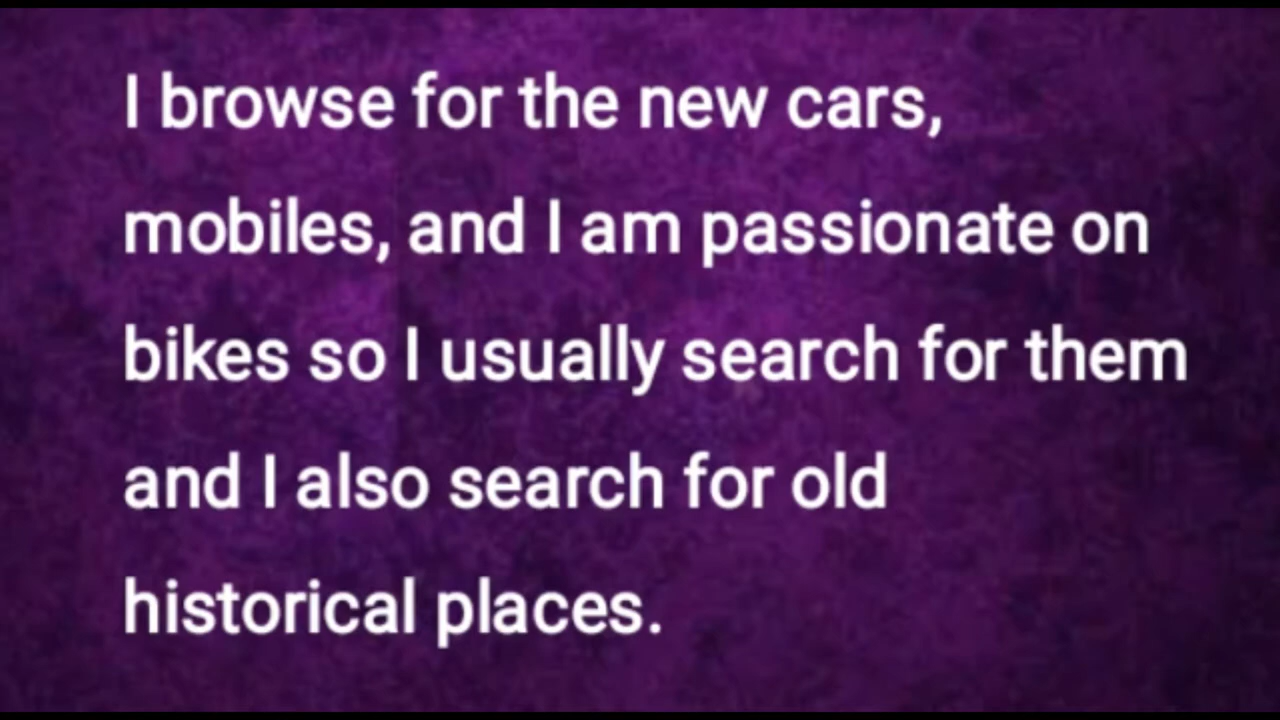 I browse for the new cars,
mobiles, and I am passionate on
bikes so I usually search for them
and I also search for old
historical places.